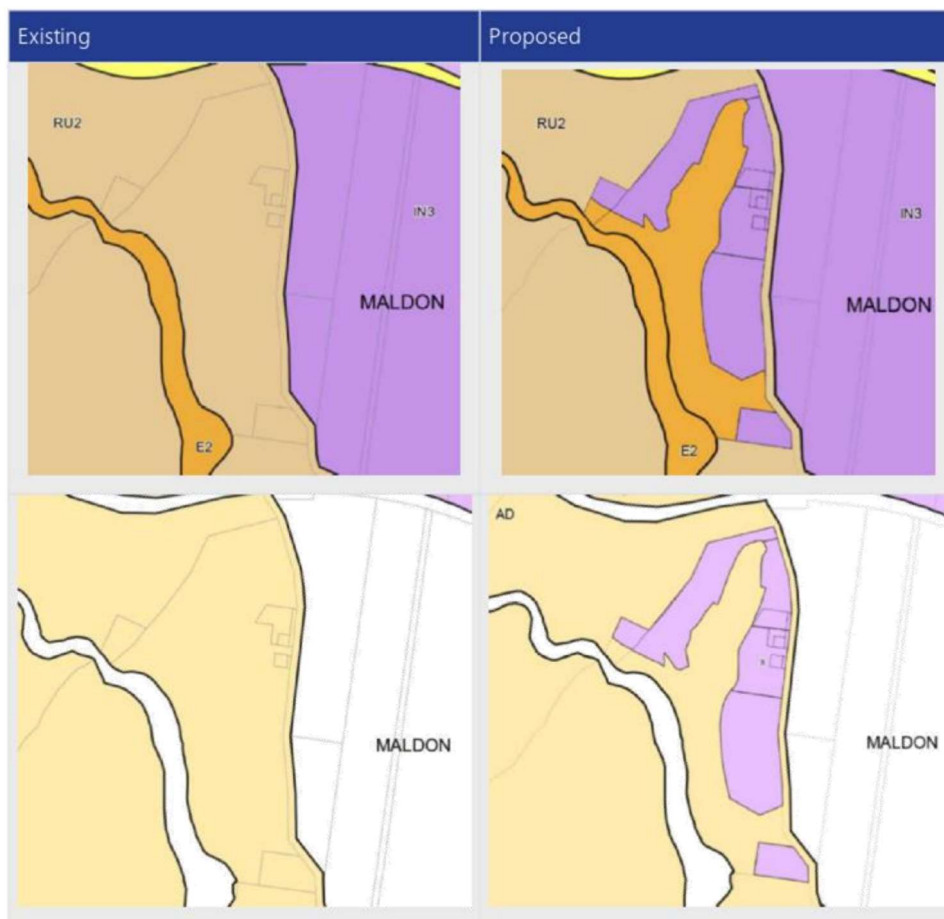 Existing
Proposed
RU2
IN3
MALDON
E2
RU2
IN3
MALDON
E2
MALDON
AD
MALDON